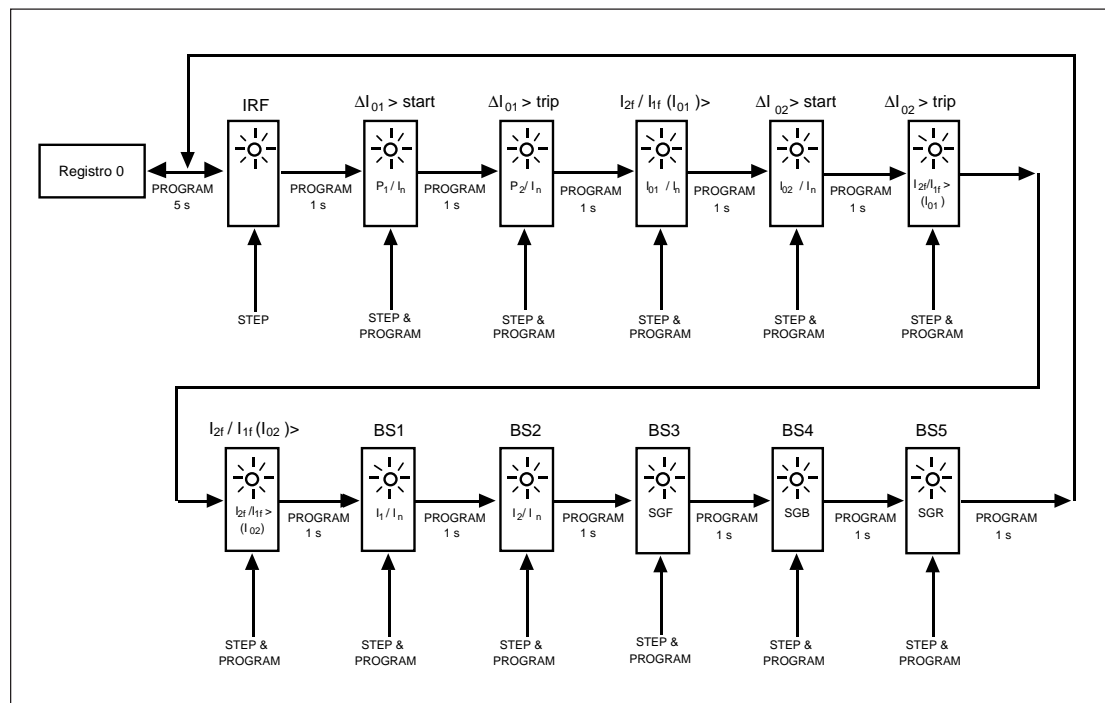 IRF
ΔI01 > start
ΔI01 > trip
I2f / I1f (I01)>
ΔI02 > start
ΔI02 > trip
Registro 0
PROGRAM
5 s
PROGRAM
1 s
P1 / In
PROGRAM
1 s
P2 / In
PROGRAM
1 s
I01 / In
PROGRAM
1 s
I02 / In
PROGRAM
1 s
I2f/I1f >
(I01)
STEP
STEP &
PROGRAM
STEP &
PROGRAM
STEP &
PROGRAM
STEP &
PROGRAM
STEP &
PROGRAM
I2f / I1f (I02)>
BS1
BS2
BS3
BS4
BS5
I2f/I1f >
(I02)
PROGRAM
1 s
I1 / In
PROGRAM
1 s
I2 / In
PROGRAM
1 s
SGF
PROGRAM
1 s
SGB
PROGRAM
1 s
SGR
PROGRAM
1 s
STEP &
PROGRAM
STEP &
PROGRAM
STEP &
PROGRAM
STEP &
PROGRAM
STEP &
PROGRAM
STEP &
PROGRAM